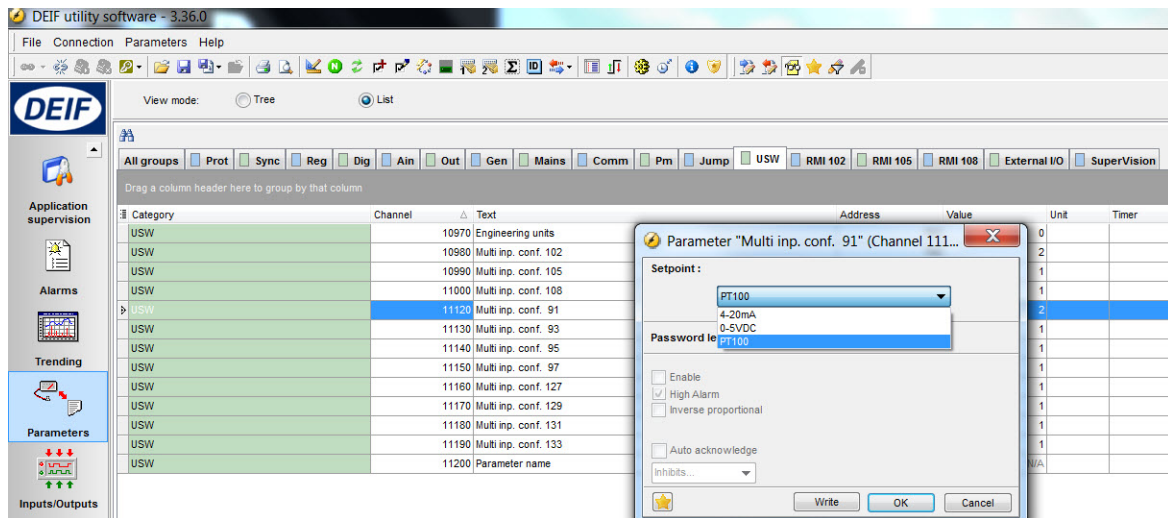 DEIF utility software - 3.36.0
File Connection Parameters Help
ID
DEIF
View mode: Tree List
All groups Prot Sync Reg Dig Ain Out Gen Mains Comm Pm Jump USW RMI 102 RMI 105 RMI 108 External I/O SuperVision
Drag a column header here to group by that column
Application
supervision
Alarms
Trending
Parameters
Inputs/Outputs
Category Channel Text Address Value Unit Timer
USW 10970 Engineering units 0
USW 10980 Multi inp. conf. 102 2
USW 10990 Multi inp. conf. 105 1
USW 11000 Multi inp. conf. 108 1
USW 11120 Multi inp. conf. 91 2
USW 11130 Multi inp. conf. 93 1
USW 11140 Multi inp. conf. 95 1
USW 11150 Multi inp. conf. 97 1
USW 11160 Multi inp. conf. 127 1
USW 11170 Multi inp. conf. 129 1
USW 11180 Multi inp. conf. 131 1
USW 11190 Multi inp. conf. 133 1
USW 11200 Parameter name N/A
Parameter "Multi inp. conf. 91" (Channel 111...
Setpoint :
PT100
4-20mA
0-5VDC
Password le
PT100
Enable
High Alarm
Inverse proportional
Auto acknowledge
Inhibits...
Write OK Cancel